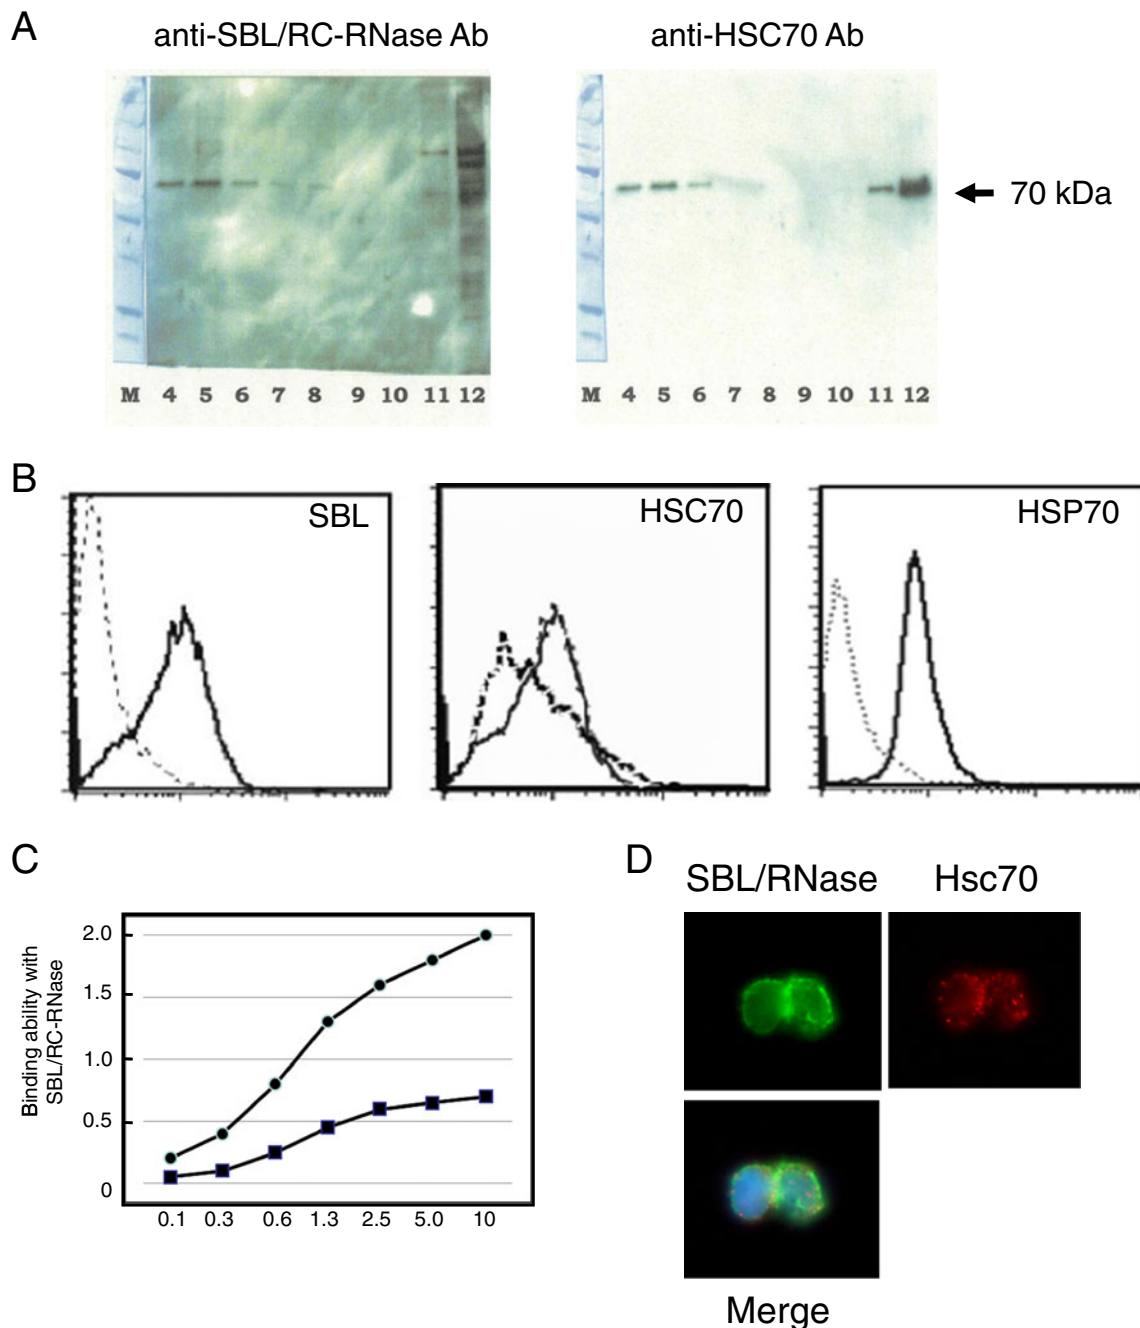 A
anti-SBL/RC-RNase Ab
anti-HSC70 Ab
70 kDa
M 4 5 6 7 8 9 10 11 12
M 4 5 6 7 8 9 10 11 12
B
SBL
HSC70
HSP70
C
Binding ability with
SBL/RC-RNase
2.0
1.5
1.0
0.5
0
0.1 0.3 0.6 1.3 2.5 5.0 10
D
SBL/RNase
Hsc70
Merge